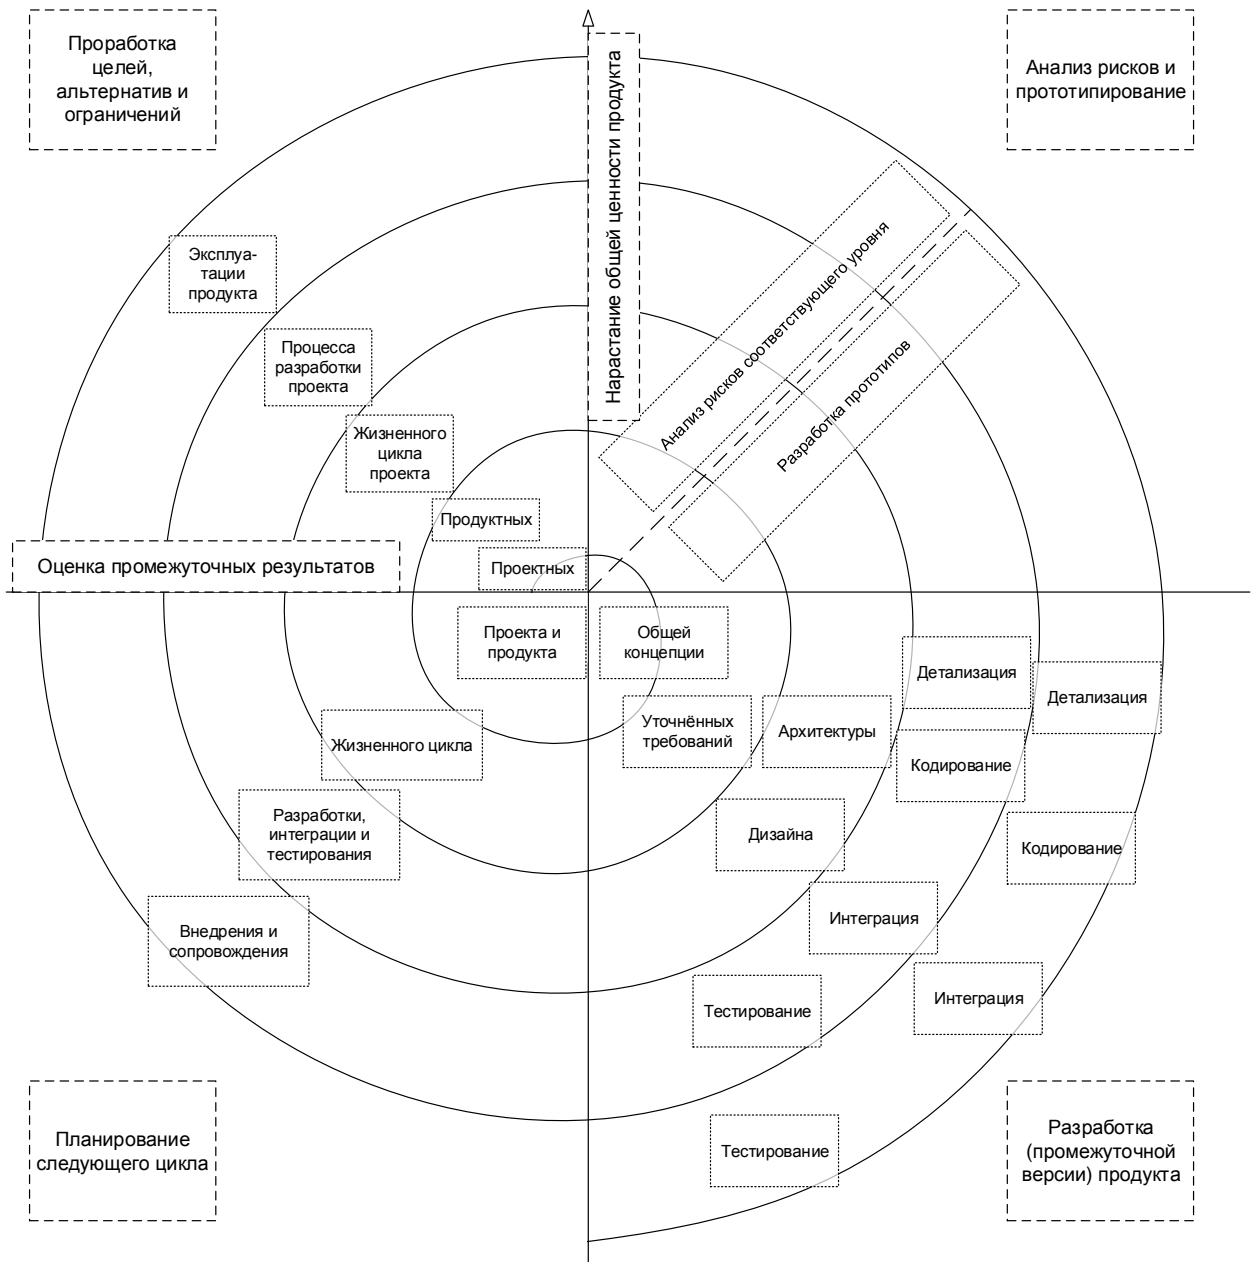 Проработка
целей,
альтернатив и
ограничений
Нарастание общей ценности продукта
Анализ рисков и
прототипирование
Анализ рисков соответствующего уровня
Разработка прототипов
Эксплуа-
тации
продукта
Процесса
разработки
проекта
Жизненного
цикла
проекта
Продуктных
Проектных
Оценка промежуточных результатов
Проекта и
продукта
Общей
концепции
Детализация
Детализация
Уточнённых
требований
Архитектуры
Жизненного цикла
Кодирование
Разработки,
интеграции и
тестирования
Дизайна
Кодирование
Внедрения и
сопровождения
Интеграция
Интеграция
Тестирование
Тестирование
Планирование
следующего цикла
Разработка
(промежуточной
версии) продукта